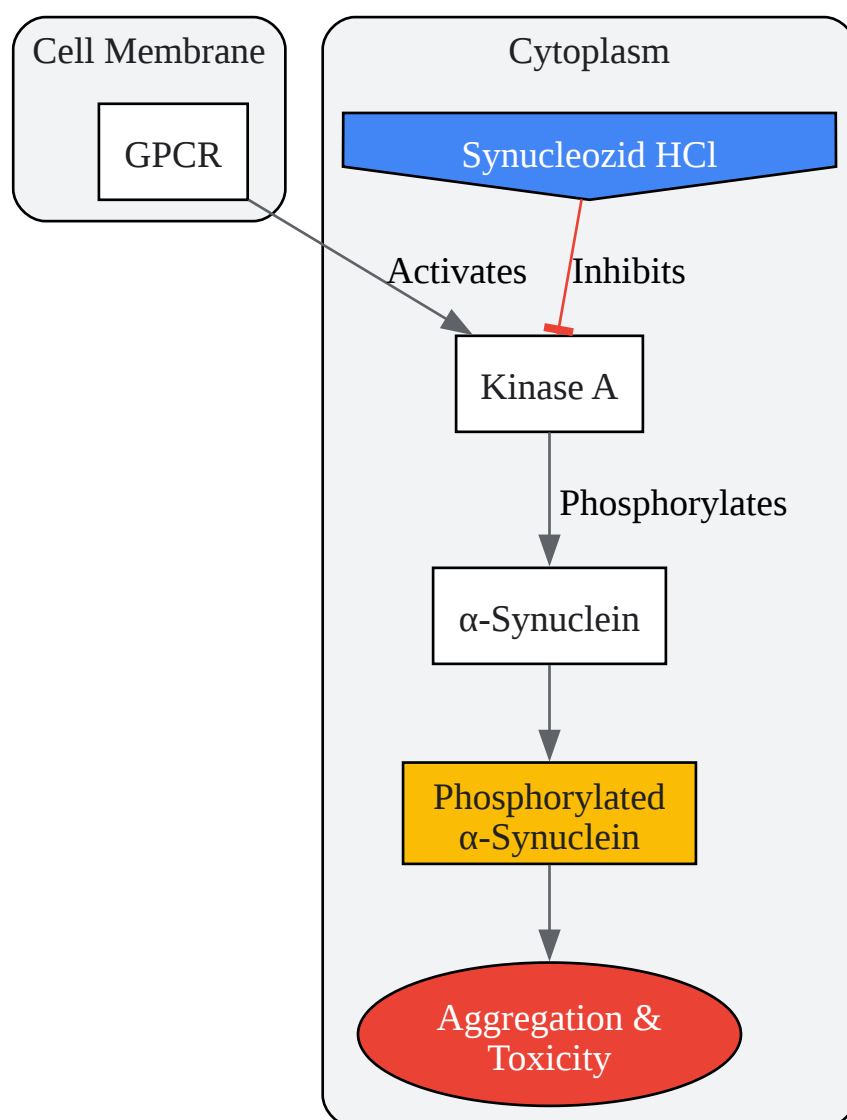 Cell Membrane
Cytoplasm
GPCR
Synucleozid HCl
Activates
Inhibits
Kinase A
Phosphorylates
α-Synuclein
Phosphorylated
α-Synuclein
Aggregation &
Toxicity